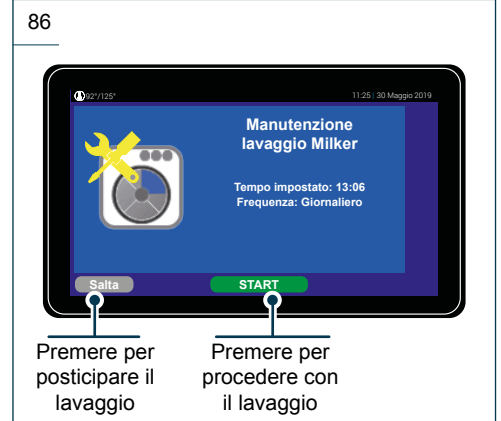 86
92°/125°
11:25 | 30 Maggio 2019
Manutenzione
lavaggio Milker
Tempo impostato: 13:06
Frequenza: Giornaliero
Salta
START
Premere per
posticipare il
lavaggio
Premere per
procedere con
il lavaggio